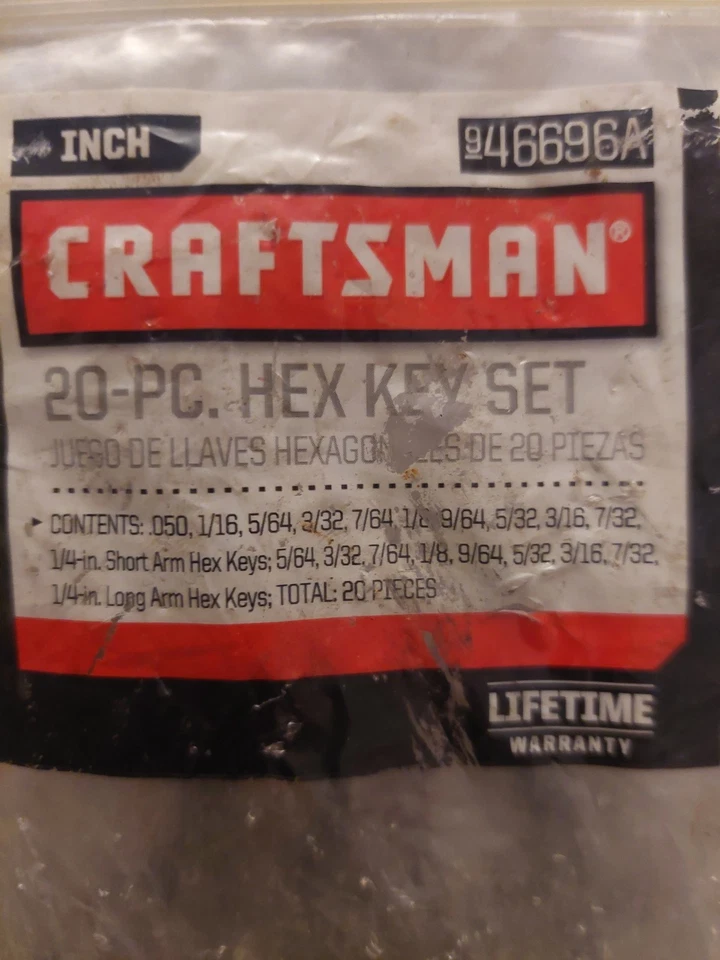 INCH
946696A
CRAFTSMAN®
20-PC. HEX KEY SET
JUEGO DE LLAVES DE 20 PIEZAS
CONTENTS: .050, 1/16, 5/64, 3/32, 7/64, 1/8, 9/64, 5/32, 3/16, 7/32,
1/4-in. Short Arm Hex Keys; 5/64, 3/32, 7/64, 1/8, 9/64, 5/32, 3/16, 7/32,
1/4-in. Long Arm Hex Keys; TOTAL: 20 PIECES
LIFETIME
WARRANTY